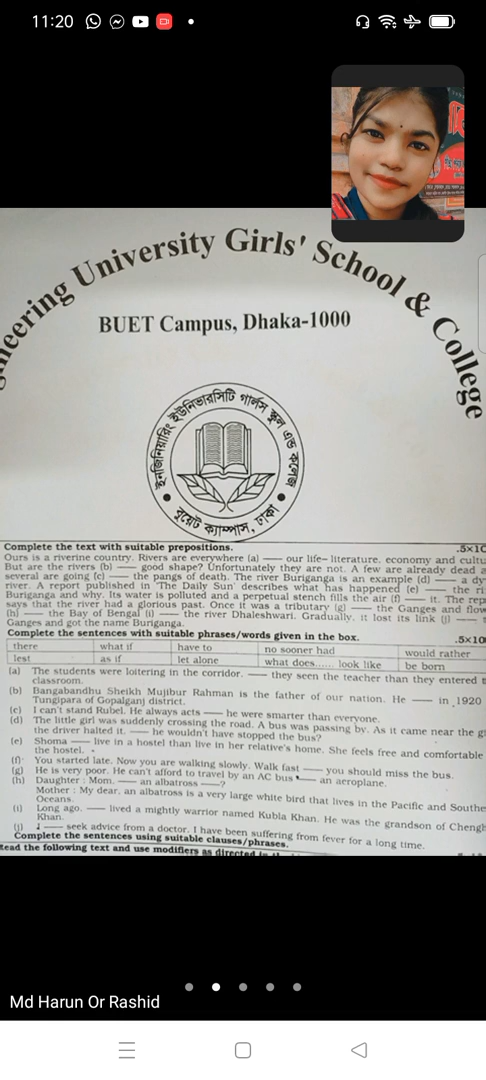 11:20
neering University Girls' School & College
BUET Campus, Dhaka-1000
ইঞ্জিনিয়ারিং ইউনিভারসিটি গার্লস স্কুল এন্ড কলেজ
বুয়েট ক্যাম্পাস, ঢাকা
Complete the text with suitable prepositions. .5×10
Ours is a riverine country. Rivers are everywhere (a) — our life– literature, economy and cultu
But are the rivers (b) — good shape? Unfortunately they are not. A few are already dead a
several are going (c) — the pangs of death. The river Buriganga is an example (d) — a dy
river. A report published in 'The Daily Sun' describes what has happened (e) — the ri
Buriganga and why. Its water is polluted and a perpetual stench fills the air (f) — it. The rep
says that the river had a glorious past. Once it was a tributary (g) — the Ganges and flow
(h) — the Bay of Bengal (i) — the river Dhaleshwari. Gradually, it lost its link (j) —
Ganges and got the name Buriganga.
Complete the sentences with suitable phrases/words given in the box. .5×10
there what if have to no sooner had would rather
lest as if let alone what does...... look like be born
(a) The students were loitering in the corridor. — they seen the teacher than they entered t
classroom.
(b) Bangabandhu Sheikh Mujibur Rahman is the father of our nation. He — in 1920
Tungipara of Gopalganj district.
(c) I can't stand Rubel. He always acts — he were smarter than everyone.
(d) The little girl was suddenly crossing the road. A bus was passing by. As it came near the gi
the driver halted it. — he wouldn't have stopped the bus?
(e) Shoma — live in a hostel than live in her relative's home. She feels free and comfortable
the hostel.
(f) You started late. Now you are walking slowly. Walk fast — you should miss the bus.
(g) He is very poor. He can't afford to travel by an AC bus — an aeroplane.
(h) Daughter : Mom, — an albatross —?
Mother : My dear, an albatross is a very large white bird that lives in the Pacific and Southe
Oceans.
(i) Long ago, — lived a mighty warrior named Kubla Khan. He was the grandson of Chengh
Khan.
(j) I — seek advice from a doctor. I have been suffering from fever for a long time.
Complete the sentences using suitable clauses/phrases.
ead the following text and use modifiers as directed in
Md Harun Or Rashid